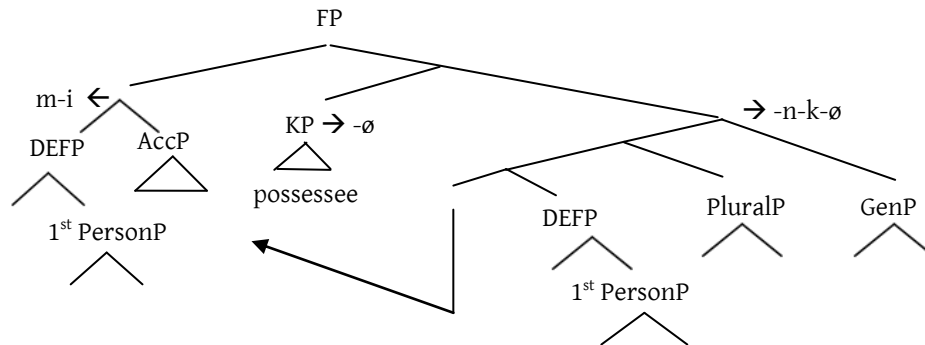 FP
m-i ←
→ -n-k-ø
KP → -ø
DEFP
AccP
possessee
DEFP
PluralP
GenP
1st PersonP
1st PersonP